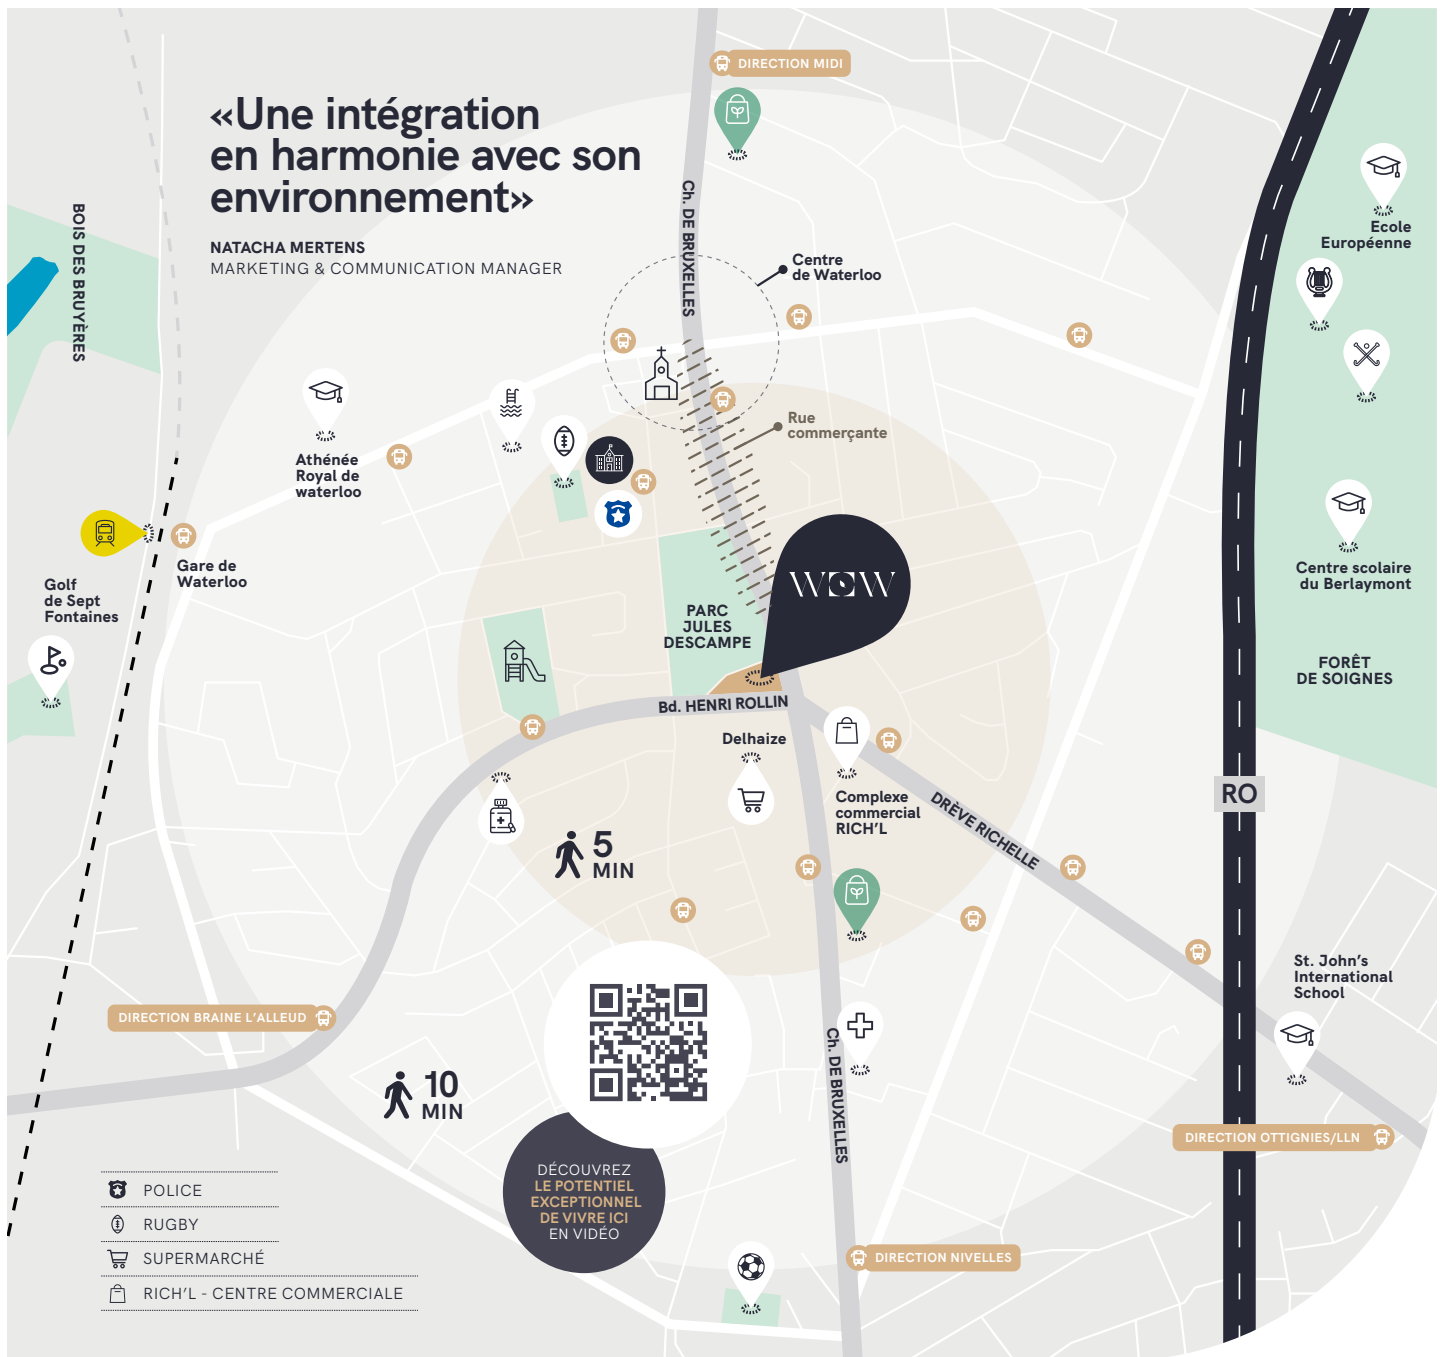 DIRECTION MIDI
«Une intégration
en harmonie avec son
environnement»
NATACHA MERTENS
MARKETING & COMMUNICATION MANAGER
BOIS DES BRUYÈRES
Ch. DE BRUXELLES
Centre
de Waterloo
Ecole
Européenne
Rue
commerçante
Athénée
Royal de
waterloo
Gare de
Waterloo
Golf
de Sept
Fontaines
WOW
PARC
JULES
DESCAMPE
Centre scolaire
du Berlaymont
FORÊT
DE SOIGNES
Bd. HENRI ROLLIN
Delhaize
Complexe
commercial
RICH'L
DRÈVE RICHELLE
RO
5
MIN
St. John's
International
School
DIRECTION BRAINE L'ALLEUD
10
MIN
Ch. DE BRUXELLES
DIRECTION OTTIGNIES/LLN
DÉCOUVREZ
LE POTENTIEL
EXCEPTIONNEL
DE VIVRE ICI
EN VIDÉO
DIRECTION NIVELLES
POLICE
RUGBY
SUPERMARCHÉ
RICH'L - CENTRE COMMERCIALE